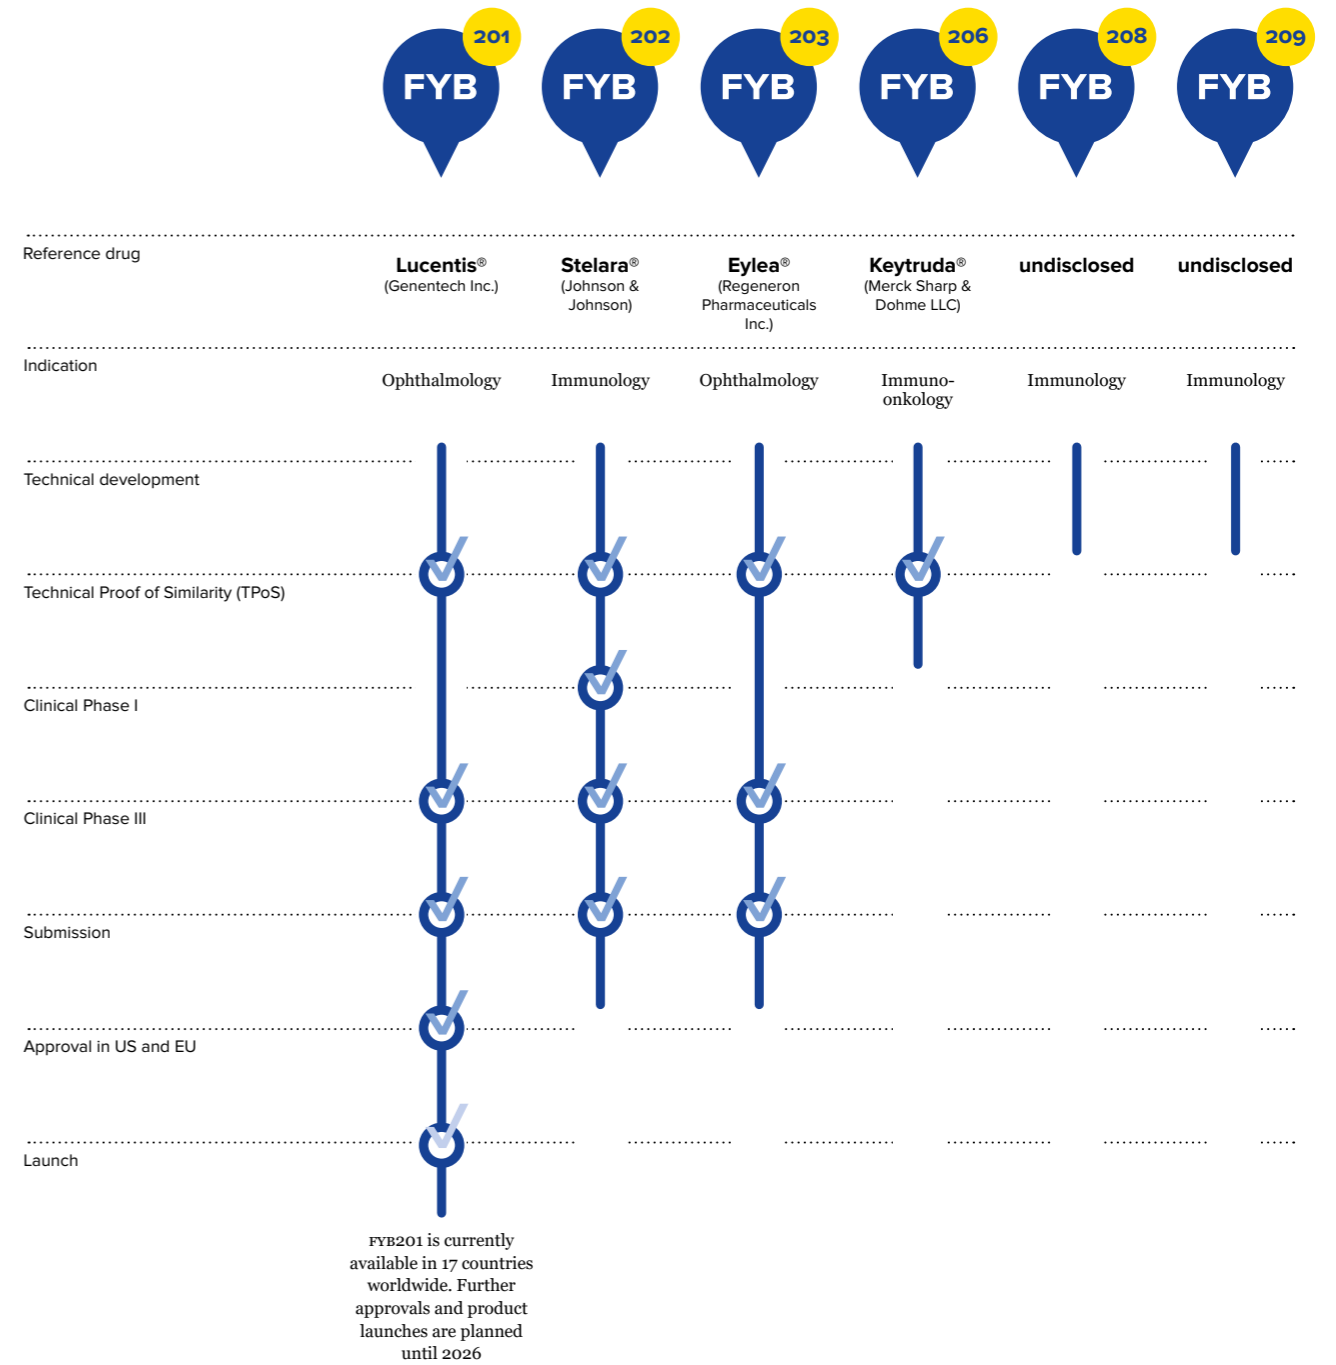 201
FYB
202
FYB
203
FYB
206
FYB
208
FYB
209
FYB
Reference drug
Lucentis®
(Genentech Inc.)
Stelara®
(Johnson &
Johnson)
Eylea®
(Regeneron
Pharmaceuticals
Inc.)
Keytruda®
(Merck Sharp &
Dohme LLC)
undisclosed
undisclosed
Indication
Ophthalmology
Immunology
Ophthalmology
Immuno-
onkology
Immunology
Immunology
Technical development
Technical Proof of Similarity (TPoS)
Clinical Phase I
Clinical Phase III
Submission
Approval in US and EU
Launch
FYB201 is currently
available in 17 countries
worldwide. Further
approvals and product
launches are planned
until 2026